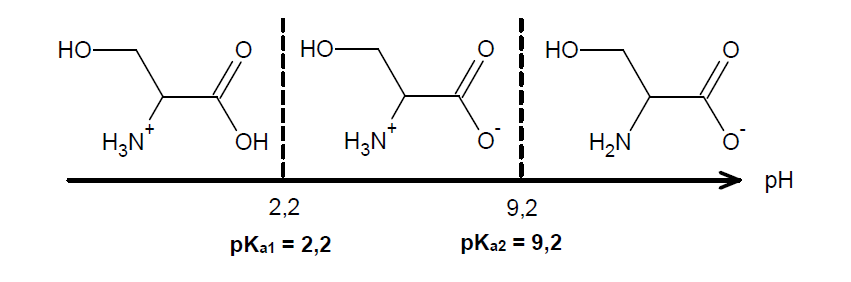 HO O HO O HO O
H₃N⁺ OH H₃N⁺ O⁻ H₂N O⁻
pH
2,2 9,2
pKa1 = 2,2 pKa2 = 9,2